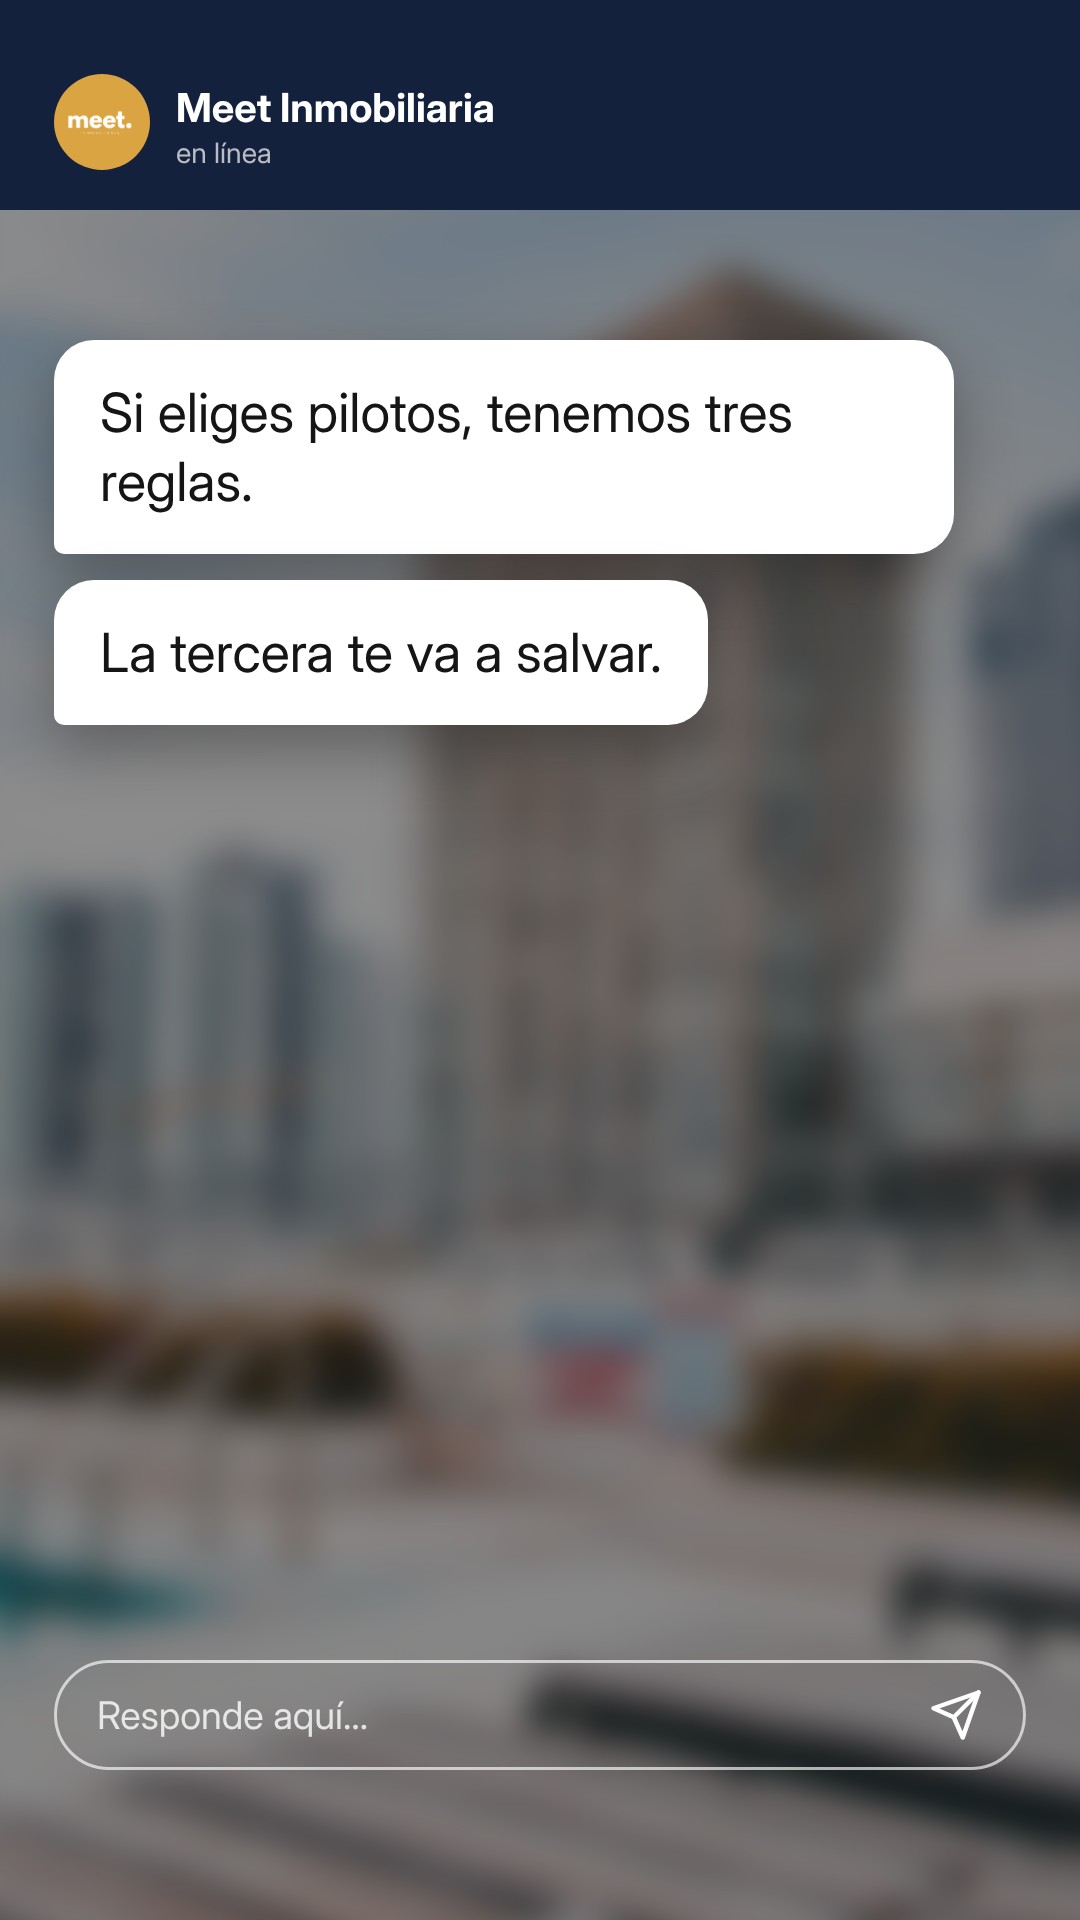 meet.
Meet Inmobiliaria
en línea
Si eliges pilotos, tenemos tres
reglas.
La tercera te va a salvar.
Responde aquí...